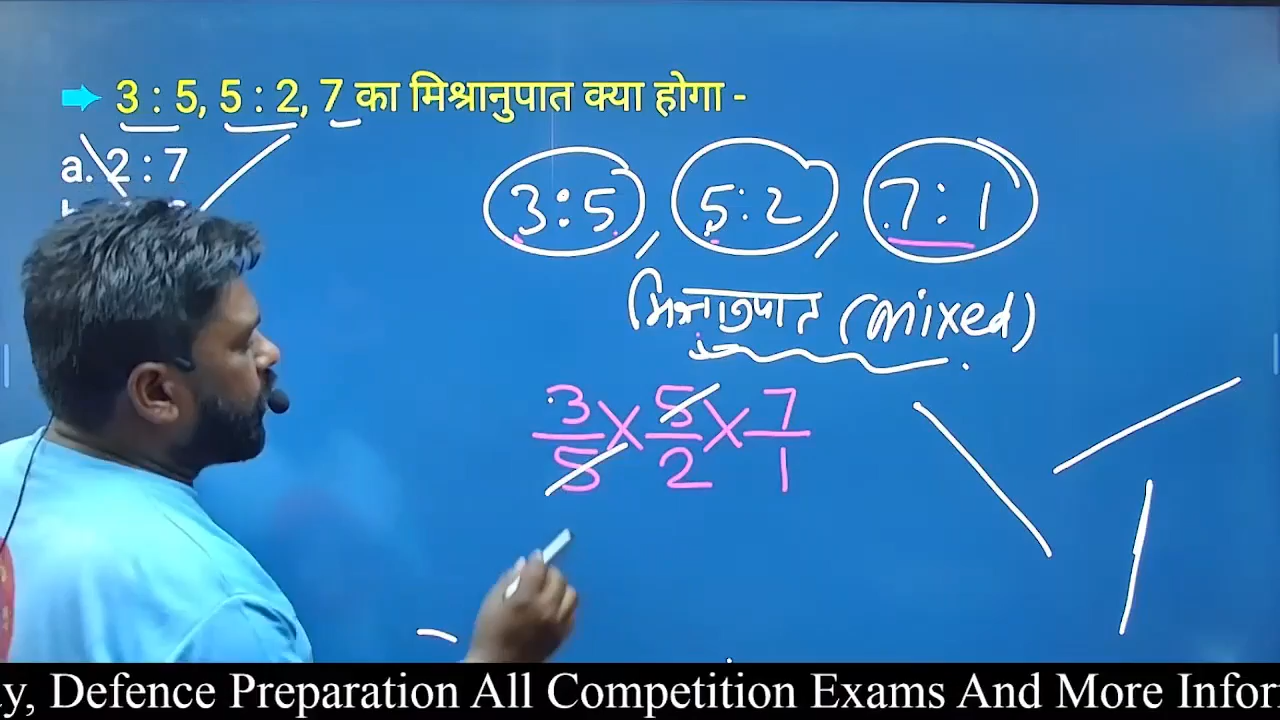 3 : 5, 5 : 2, 7 का मिश्रानुपात क्या होगा -
a. 2 : 7
3:5, 5:2, 7:1
मिश्रानुपात (mixed)
3/5 × 5/2 × 7/1
ay, Defence Preparation All Competition Exams And More Infor